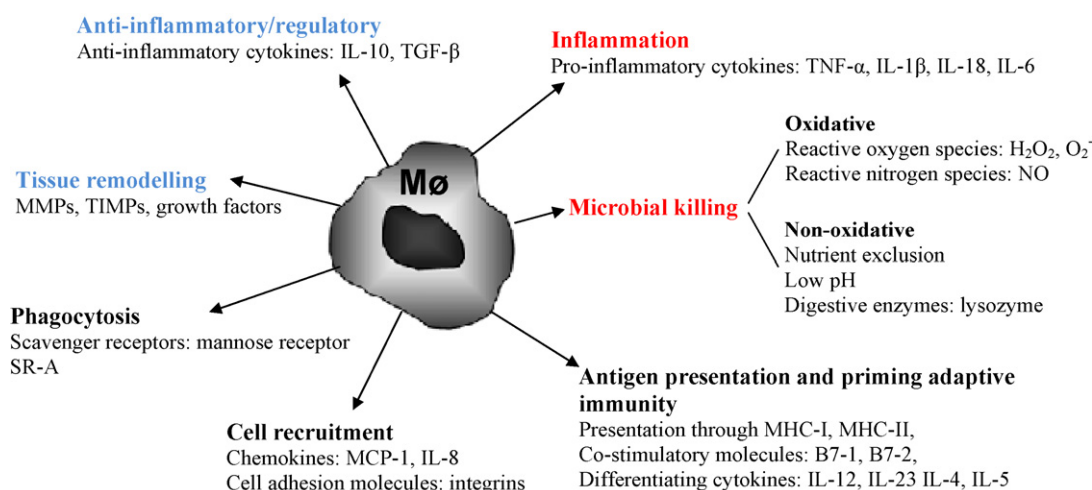 Anti-inflammatory/regulatory
Anti-inflammatory cytokines: IL-10, TGF-β
Inflammation
Pro-inflammatory cytokines: TNF-α, IL-1β, IL-18, IL-6
Oxidative
Reactive oxygen species: H₂O₂, O₂⁻
Reactive nitrogen species: NO
Mø
Tissue remodelling
MMPs, TIMPs, growth factors
Microbial killing
Non-oxidative
Nutrient exclusion
Low pH
Digestive enzymes: lysozyme
Phagocytosis
Scavenger receptors: mannose receptor
SR-A
Antigen presentation and priming adaptive
immunity
Presentation through MHC-I, MHC-II,
Co-stimulatory molecules: B7-1, B7-2,
Differentiating cytokines: IL-12, IL-23 IL-4, IL-5
Cell recruitment
Chemokines: MCP-1, IL-8
Cell adhesion molecules: integrins